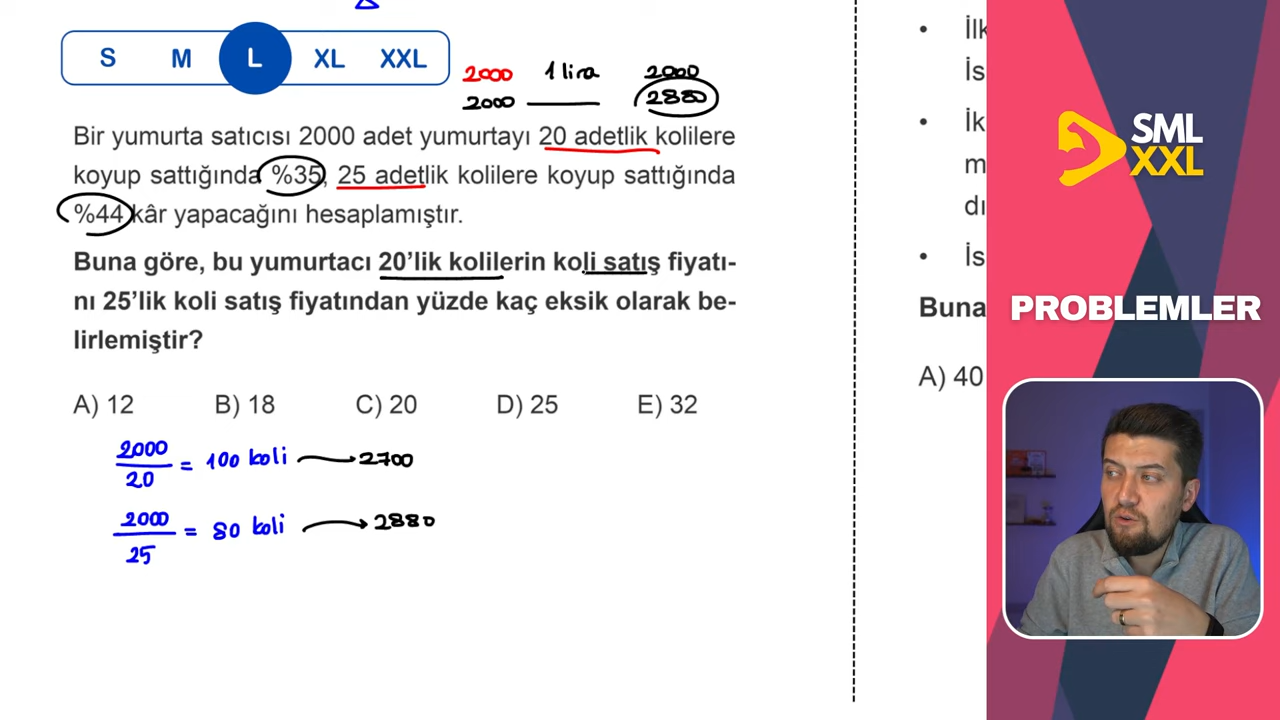 S M L XL XXL
2000 1 lira 2000
2000 2880
Bir yumurta satıcısı 2000 adet yumurtayı 20 adetlik kolilere
koyup sattığında %35, 25 adetlik kolilere koyup sattığında
%44 kâr yapacağını hesaplamıştır.
Buna göre, bu yumurtacı 20'lik kolilerin koli satış fiyatı-
nı 25'lik koli satış fiyatından yüzde kaç eksik olarak be-
lirlemiştir?
A) 12 B) 18 C) 20 D) 25 E) 32
2000/20 = 100 koli → 2700
2000/25 = 80 koli → 2880
• İlk
İs
• İk
m
dı
• İs
Buna
A) 40
SML
XXL
PROBLEMLER